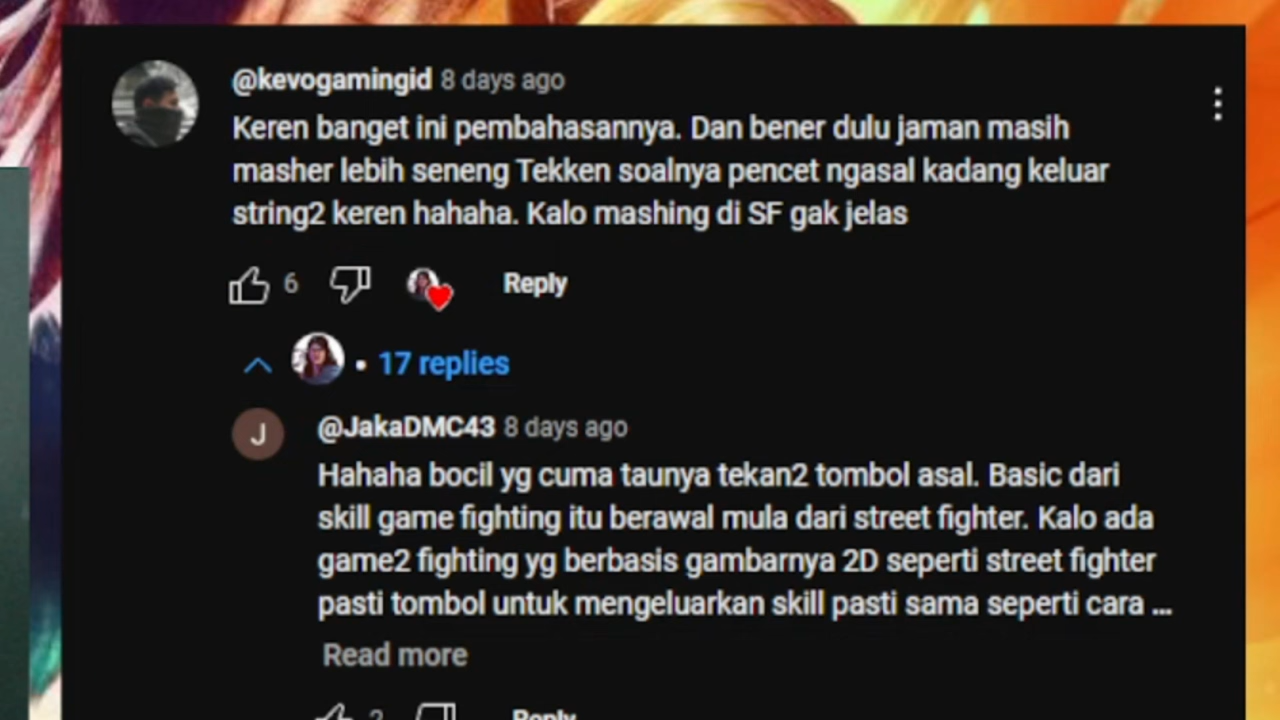 @kevogamingid 8 days ago
Keren banget ini pembahasannya. Dan bener dulu jaman masih
masher lebih seneng Tekken soalnya pencet ngasal kadang keluar
string2 keren hahaha. Kalo mashing di SF gak jelas
6 Reply
17 replies
J @JakaDMC43 8 days ago
Hahaha bocil yg cuma taunya tekan2 tombol asal. Basic dari
skill game fighting itu berawal mula dari street fighter. Kalo ada
game2 fighting yg berbasis gambarnya 2D seperti street fighter
pasti tombol untuk mengeluarkan skill pasti sama seperti cara ...
Read more
2 Reply